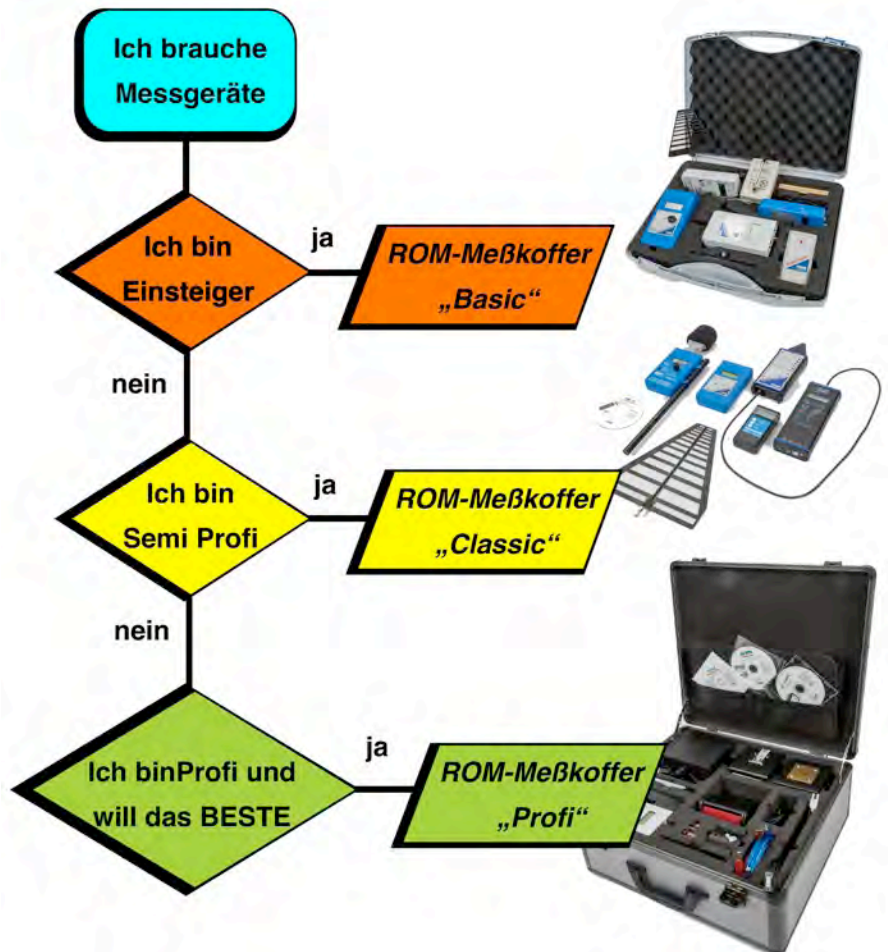 Ich brauche
Messgeräte
Ich bin
Einsteiger
ja
ROM-Meßkoffer
„Basic“
nein
Ich bin
Semi Profi
ja
ROM-Meßkoffer
„Classic“
nein
Ich binProfi und
will das BESTE
ja
ROM-Meßkoffer
„Profi“